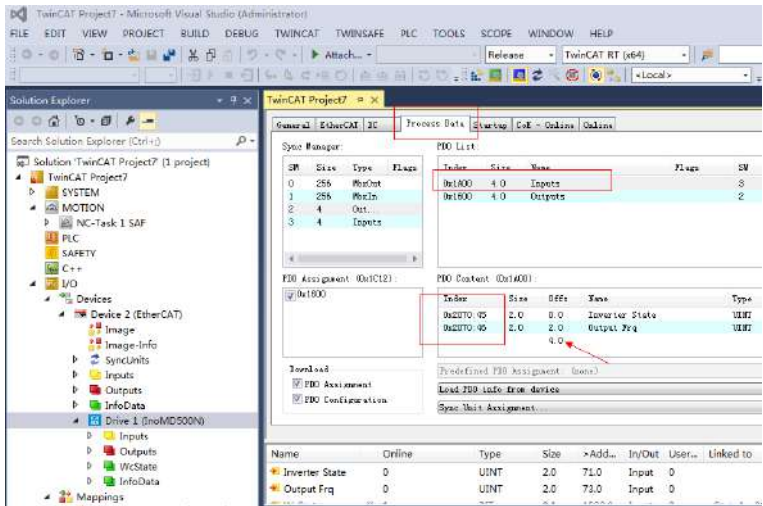 TwinCAT Project7 - Microsoft Visual Studio (Administrator)
FILE EDIT VIEW PROJECT BUILD DEBUG TWINCAT TWINSAFE PLC TOOLS SCOPE WINDOW HELP
Attach... Release TwinCAT RT (x64)
<Local>
Solution Explorer
TwinCAT Project7
General EtherCAT Process Data Startup CoE - Online Online
Search Solution Explorer (Ctrl+;)
Solution 'TwinCAT Project7' (1 project)
TwinCAT Project7
SYSTEM
MOTION
NC-Task 1 SAF
PLC
SAFETY
C++
I/O
Devices
Device 2 (EtherCAT)
Image
Image-Info
SyncUnits
Inputs
Outputs
InfoData
Drive 1 (InoMD500N)
Inputs
Outputs
WcState
InfoData
Mappings
Sync Manager:
SM Size Type Flags
0 256 MbxOut
1 256 MbxIn
2 4 Out...
3 4 Inputs
PDO List:
Index Size Name Flags SM
0x1A00 4.0 Inputs 3
0x1600 4.0 Outputs 2
PDO Assignment (0x1C12):
0x1600
PDO Content (0x1A00):
Index Size Offs Name Type
0x2070:45 2.0 0.0 Inverter State UINT
0x2070:45 2.0 2.0 Output Frq UINT
4.0
Download
PDO Assignment
PDO Configuration
Predefined PDO Assignment: (none)
Load PDO info from device
Sync Unit Assignment...
Name Online Type Size >Add... In/Out User... Linked to
Inverter State 0 UINT 2.0 71.0 Input 0
Output Frq 0 UINT 2.0 73.0 Input 0